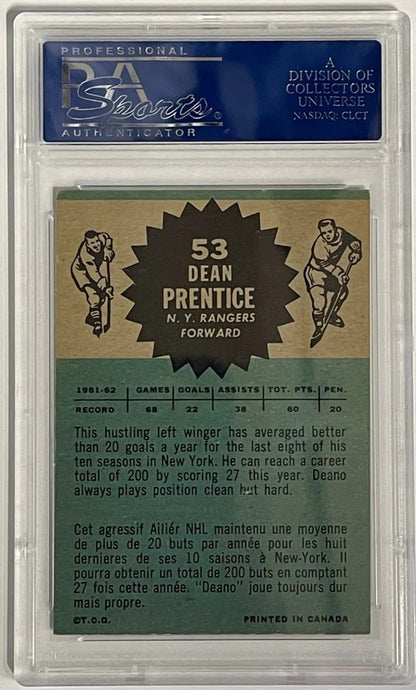 PROFESSIONAL
PSA
Sports®
AUTHENTICATOR
A
DIVISION OF
COLLECTORS
UNIVERSE
NASDAQ: CLCT
53
DEAN
PRENTICE
N. Y. RANGERS
FORWARD
1961-62 GAMES GOALS ASSISTS TOT. PTS. PEN.
RECORD 68 22 38 60 20
This hustling left winger has averaged better
than 20 goals a year for the last eight of his
ten seasons in New York. He can reach a career
total of 200 by scoring 27 this year. Deano
always plays position clean but hard.
Cet agressif Ailiér NHL maintenu une moyenne
de plus de 20 buts par année pour les huit
dernieres de ses 10 saisons à New-York. Il
pourra obtenir un total de 200 buts en comptant
27 fois cette année. "Deano" joue toujours dur
mais propre.
©T.C.G. PRINTED IN CANADA